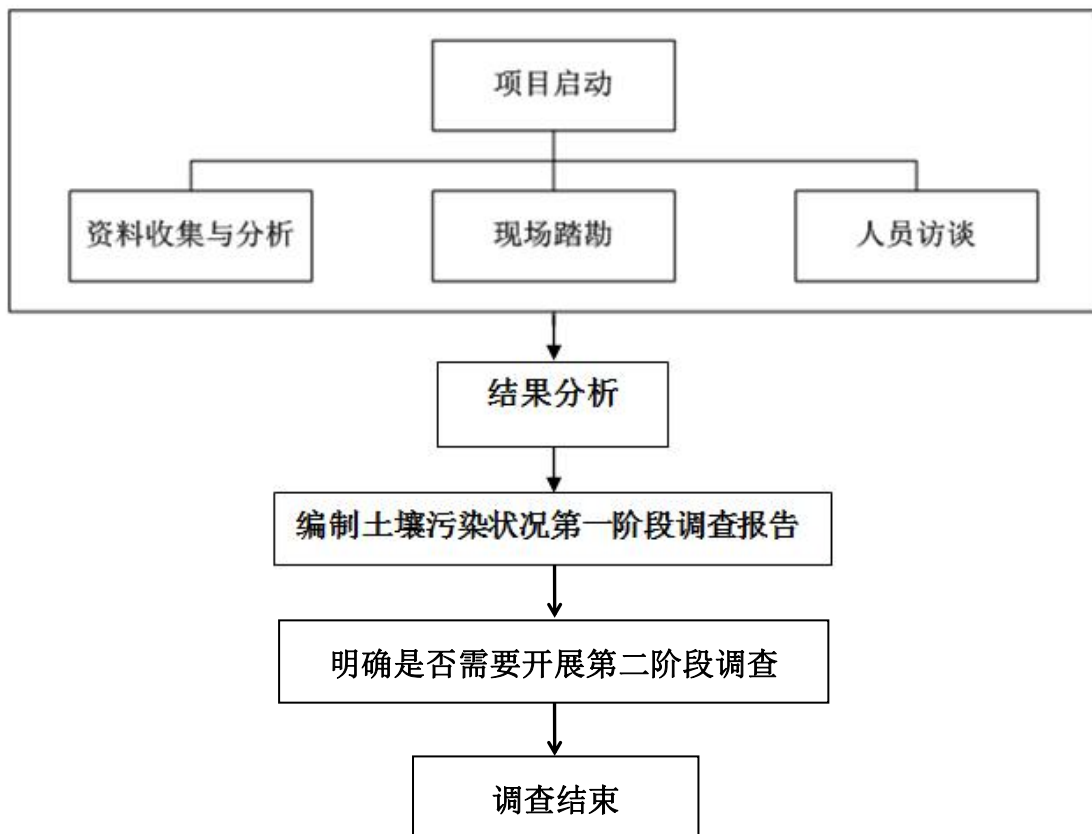 项目启动
资料收集与分析
现场踏勘
人员访谈
结果分析
编制土壤污染状况第一阶段调查报告
明确是否需要开展第二阶段调查
调查结束